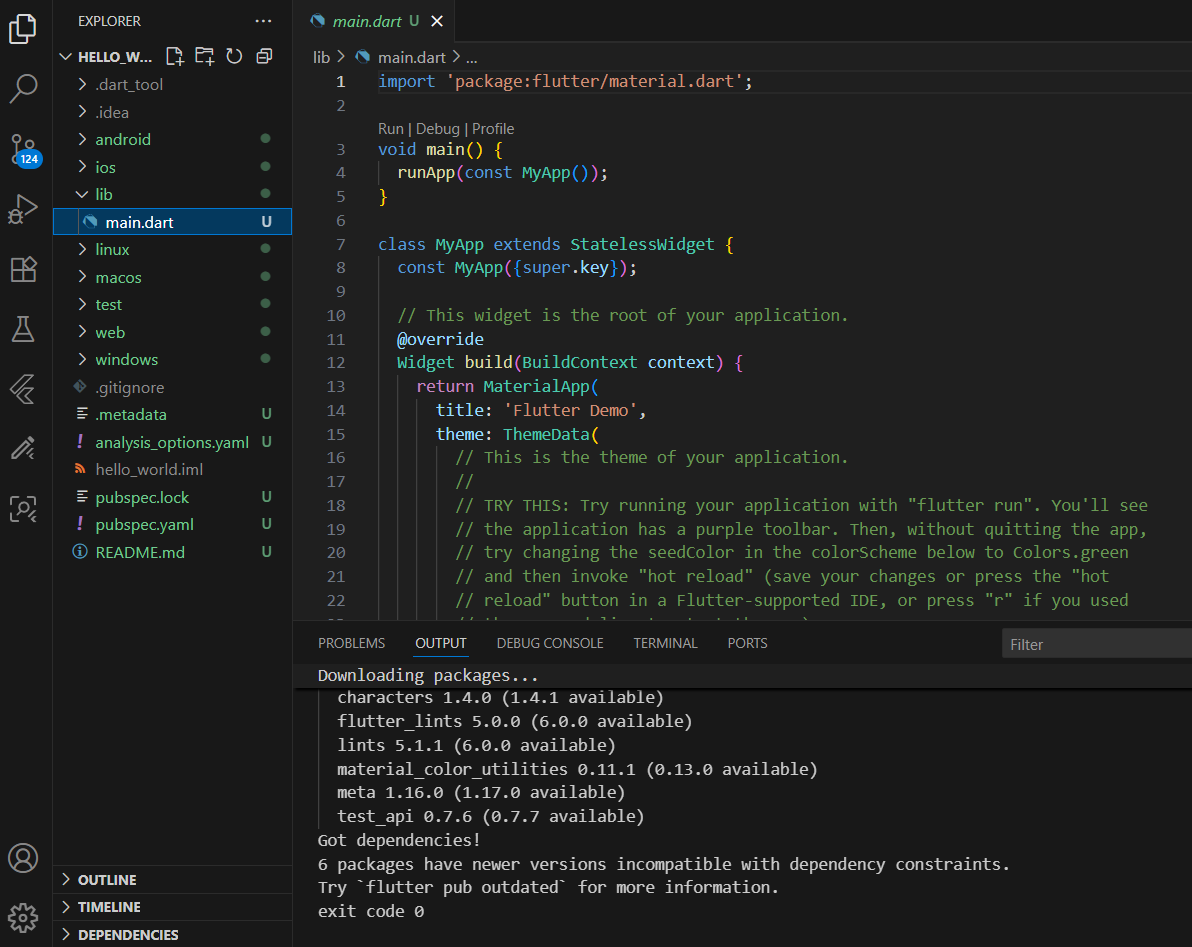 EXPLORER
...
HELLO_W...
.dart_tool
.idea
android
ios
lib
main.dart U
linux
macos
test
web
windows
.gitignore
.metadata U
analysis_options.yaml U
hello_world.iml
pubspec.lock U
pubspec.yaml U
README.md U
124
OUTLINE
TIMELINE
DEPENDENCIES
main.dart U
lib > main.dart > ...
1 import 'package:flutter/material.dart';
2
Run | Debug | Profile
3 void main() {
4 runApp(const MyApp());
5 }
6
7 class MyApp extends StatelessWidget {
8 const MyApp({super.key});
9
10 // This widget is the root of your application.
11 @override
12 Widget build(BuildContext context) {
13 return MaterialApp(
14 title: 'Flutter Demo',
15 theme: ThemeData(
16 // This is the theme of your application.
17 //
18 // TRY THIS: Try running your application with "flutter run". You'll see
19 // the application has a purple toolbar. Then, without quitting the app,
20 // try changing the seedColor in the colorScheme below to Colors.green
21 // and then invoke "hot reload" (save your changes or press the "hot
22 // reload" button in a Flutter-supported IDE, or press "r" if you used
PROBLEMS OUTPUT DEBUG CONSOLE TERMINAL PORTS
Filter
Downloading packages...
characters 1.4.0 (1.4.1 available)
flutter_lints 5.0.0 (6.0.0 available)
lints 5.1.1 (6.0.0 available)
material_color_utilities 0.11.1 (0.13.0 available)
meta 1.16.0 (1.17.0 available)
test_api 0.7.6 (0.7.7 available)
Got dependencies!
6 packages have newer versions incompatible with dependency constraints.
Try `flutter pub outdated` for more information.
exit code 0